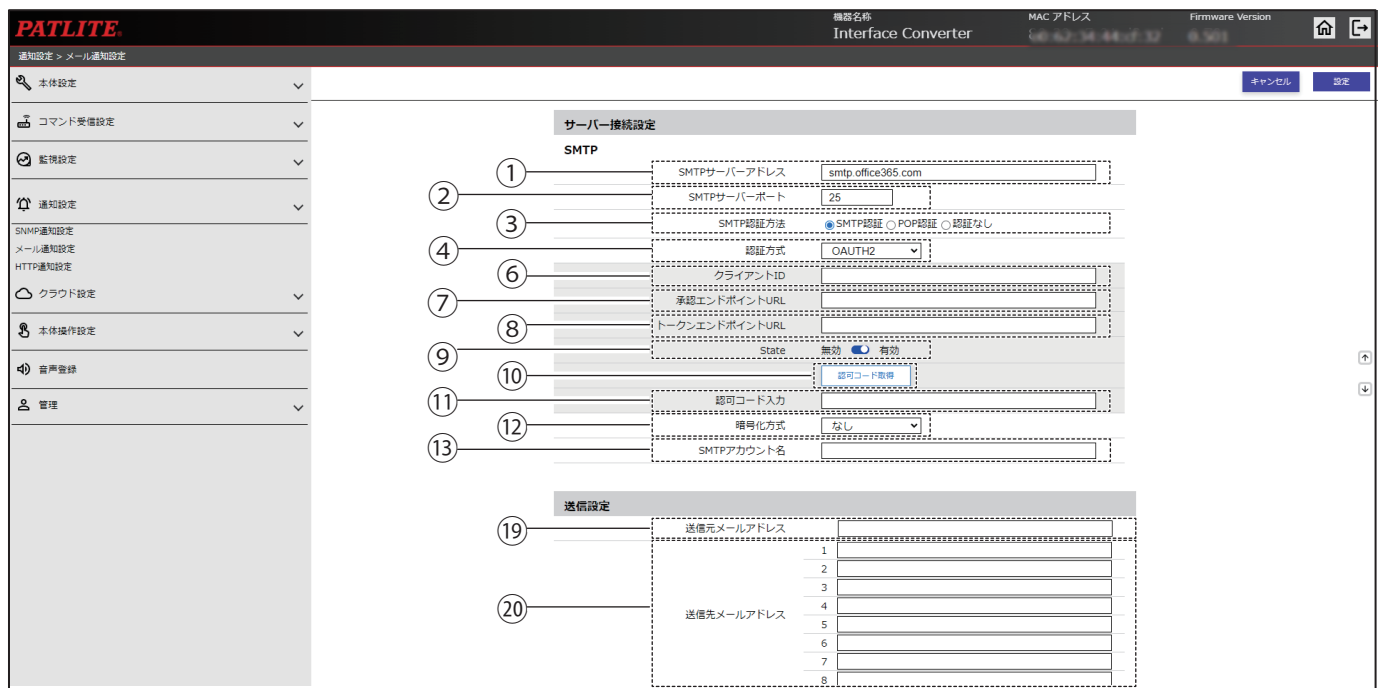 PATLITE
機器名称
Interface Converter
MAC アドレス
Firmware Version
0.501
通知設定 > メール通知設定
本体設定
コマンド受信設定
監視設定
通知設定
SNMP通知設定
メール通知設定
HTTP通知設定
クラウド設定
本体操作設定
音声登録
管理
キャンセル
設定
サーバー接続設定
SMTP
① SMTPサーバーアドレス smtp.office365.com
② SMTPサーバーポート 25
③ SMTP認証方法 SMTP認証 POP認証 認証なし
④ 認証方式 OAUTH2
⑥ クライアントID
⑦ 承認エンドポイントURL
⑧ トークンエンドポイントURL
⑨ State 無効 有効
⑩ 認可コード取得
⑪ 認可コード入力
⑫ 暗号化方式 なし
⑬ SMTPアカウント名
送信設定
⑲ 送信元メールアドレス
⑳ 送信先メールアドレス
1
2
3
4
5
6
7
8